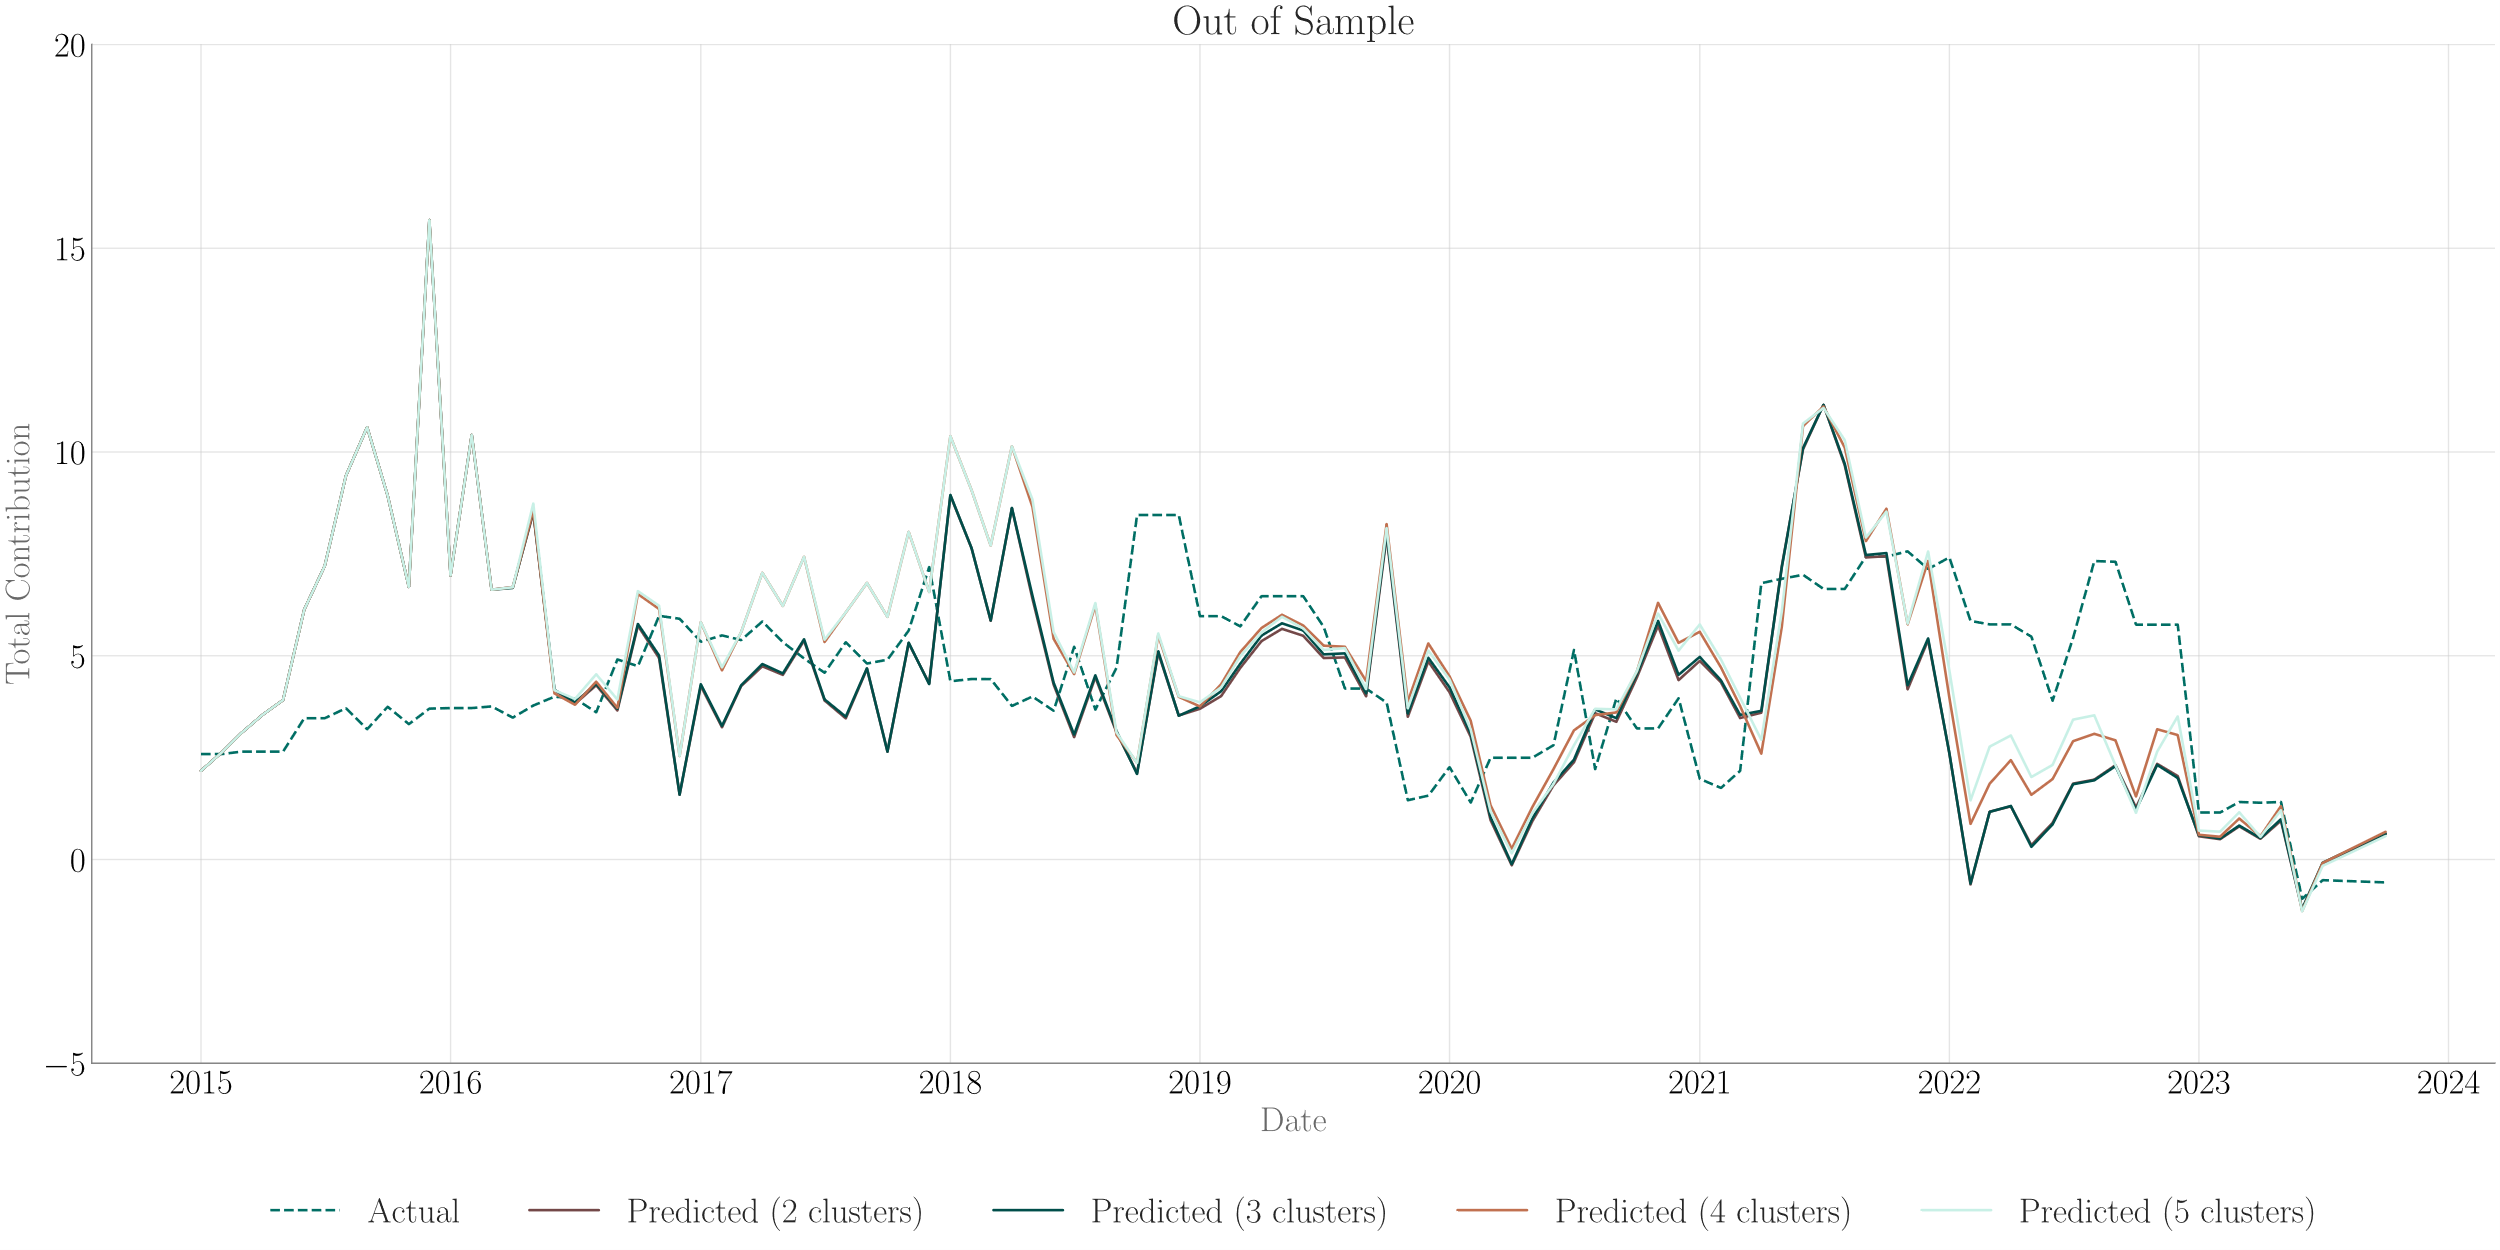 Out of Sample
Total Contribution
20
15
10
5
0
−5
2015 2016 2017 2018 2019 2020 2021 2022 2023 2024
Date
Actual Predicted (2 clusters) Predicted (3 clusters) Predicted (4 clusters) Predicted (5 clusters)